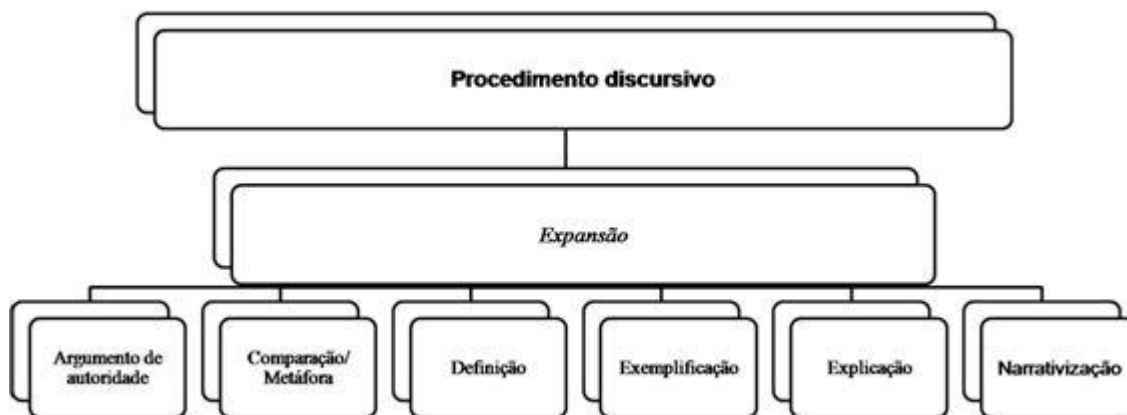 Procedimento discursivo
Expansão
Argumento de
autoridade
Comparação/
Metáfora
Definição
Exemplificação
Explicação
Narrativização